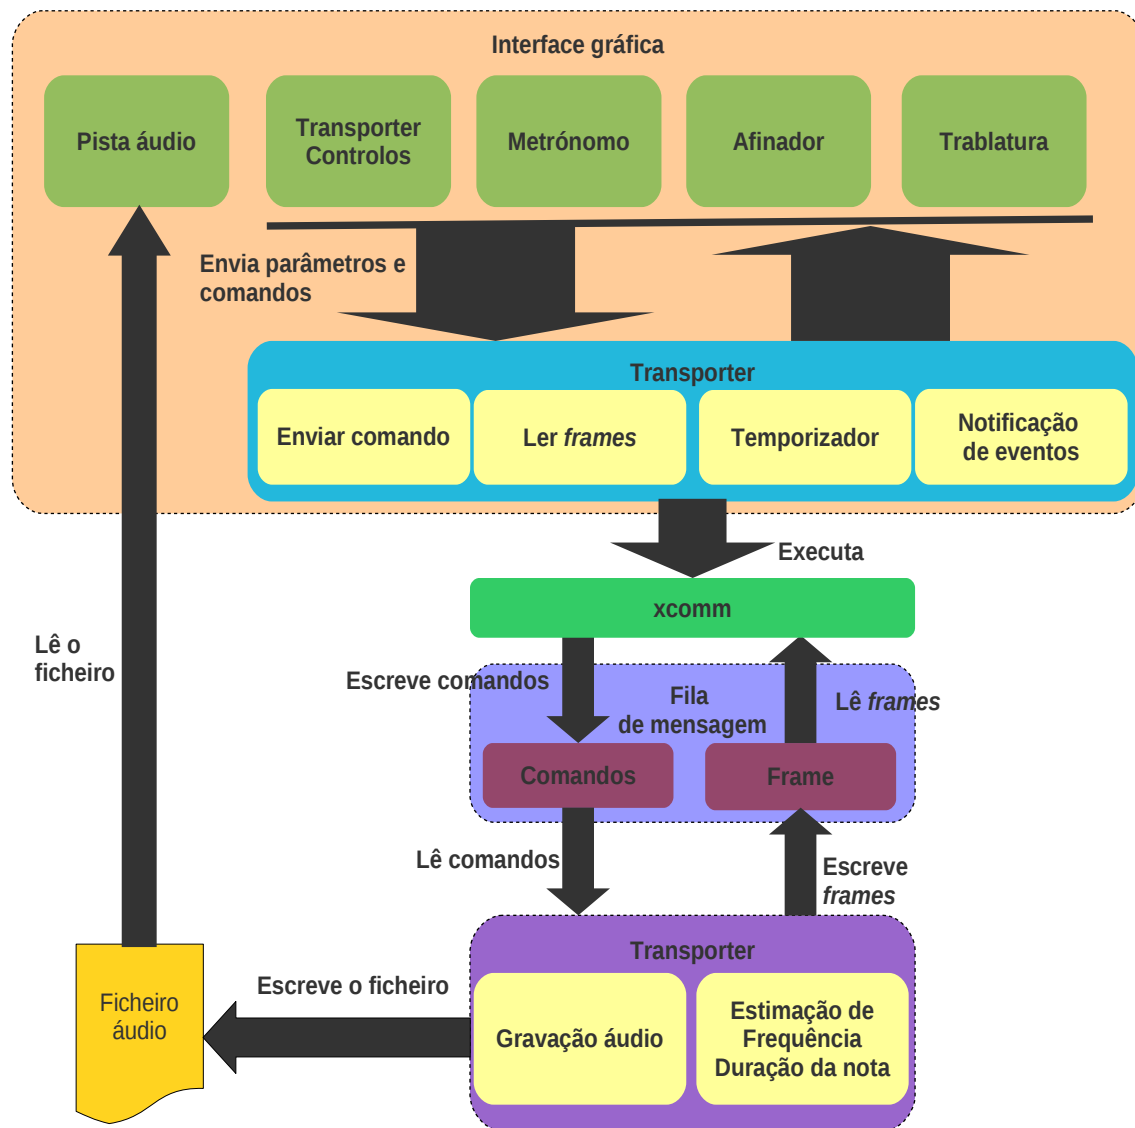 Interface gráfica
Pista áudio
Transporter
Controlos
Metrónomo
Afinador
Trablatura
Envia parâmetros e
comandos
Transporter
Enviar comando
Ler frames
Temporizador
Notificação
de eventos
Executa
xcomm
Lê o
ficheiro
Escreve comandos
Fila
de mensagem
Lê frames
Comandos
Frame
Lê comandos
Escreve
frames
Transporter
Escreve o ficheiro
Ficheiro
áudio
Gravação áudio
Estimação de
Frequência
Duração da nota